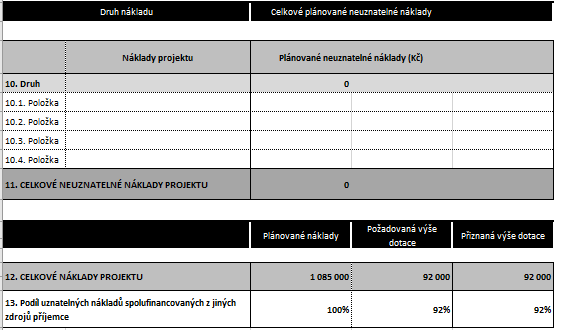 Druh nákladu Celkové plánované neuznatelné náklady
Náklady projektu Plánované neuznatelné náklady (Kč)
10. Druh 0
10.1. Položka
10.2. Položka
10.3. Položka
10.4. Položka
11. CELKOVÉ NEUZNATELNÉ NÁKLADY PROJEKTU 0
Plánované náklady Požadovaná výše dotace Přiznaná výše dotace
12. CELKOVÉ NÁKLADY PROJEKTU 1 085 000 92 000 92 000
13. Podíl uznatelných nákladů spolufinancovaných z jiných
zdrojů příjemce 100% 92% 92%